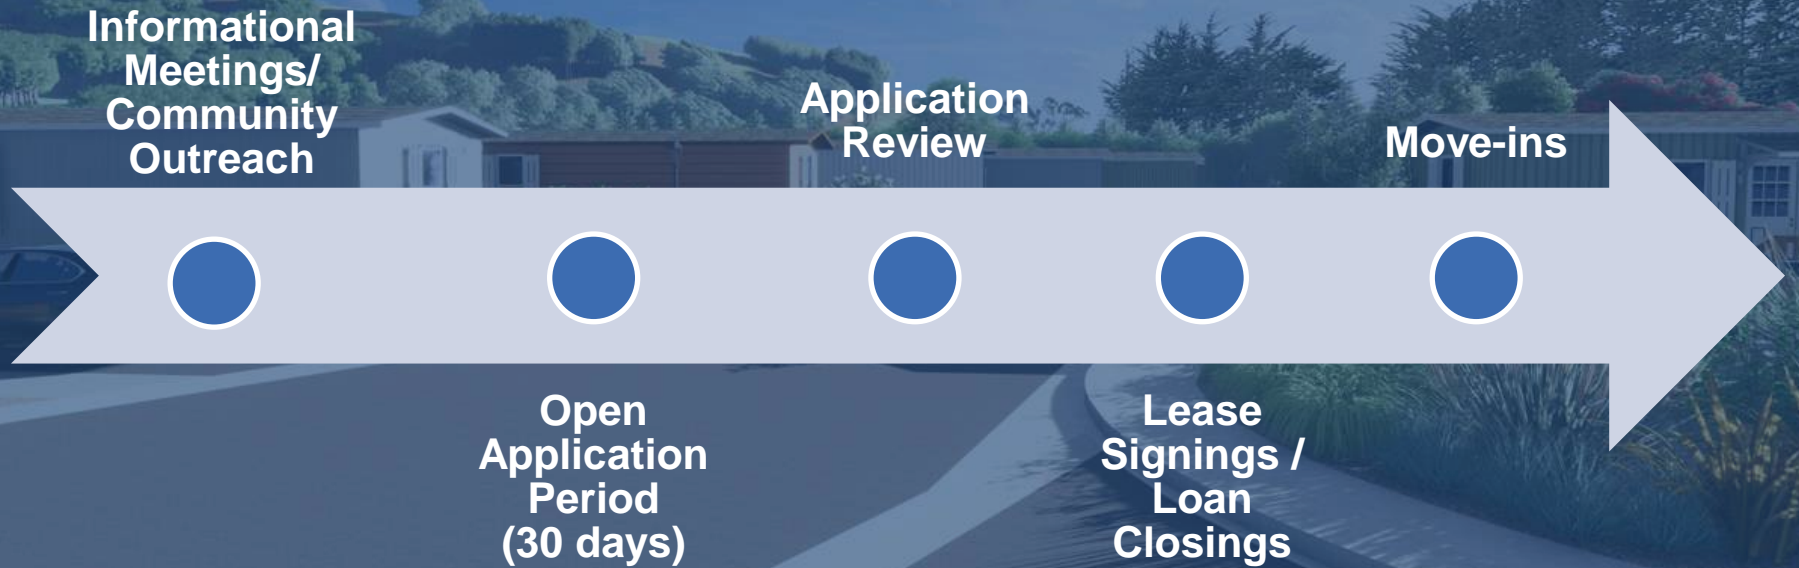 Informational
Meetings/
Community
Outreach
Open
Application
Period
(30 days)
Application
Review
Lease
Signings /
Loan
Closings
Move-ins